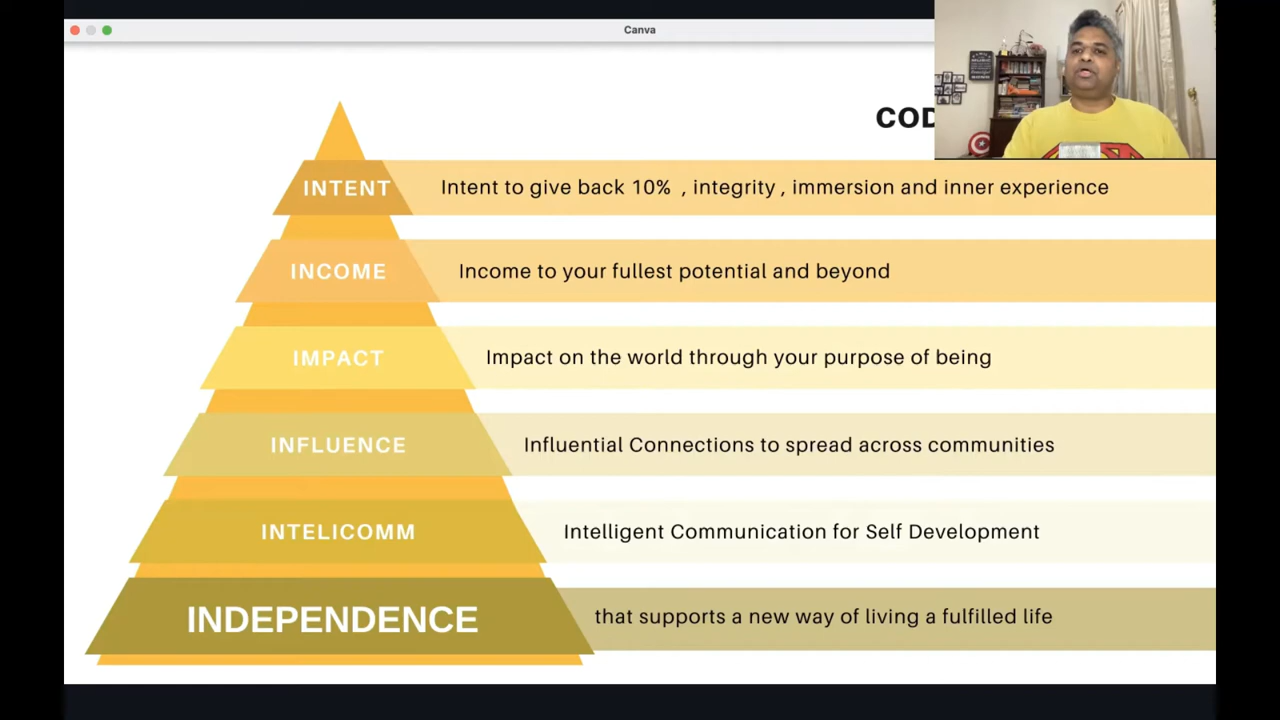 Canva
COD
INTENT
Intent to give back 10% , integrity , immersion and inner experience
INCOME
Income to your fullest potential and beyond
IMPACT
Impact on the world through your purpose of being
INFLUENCE
Influential Connections to spread across communities
INTELICOMM
Intelligent Communication for Self Development
INDEPENDENCE
that supports a new way of living a fulfilled life